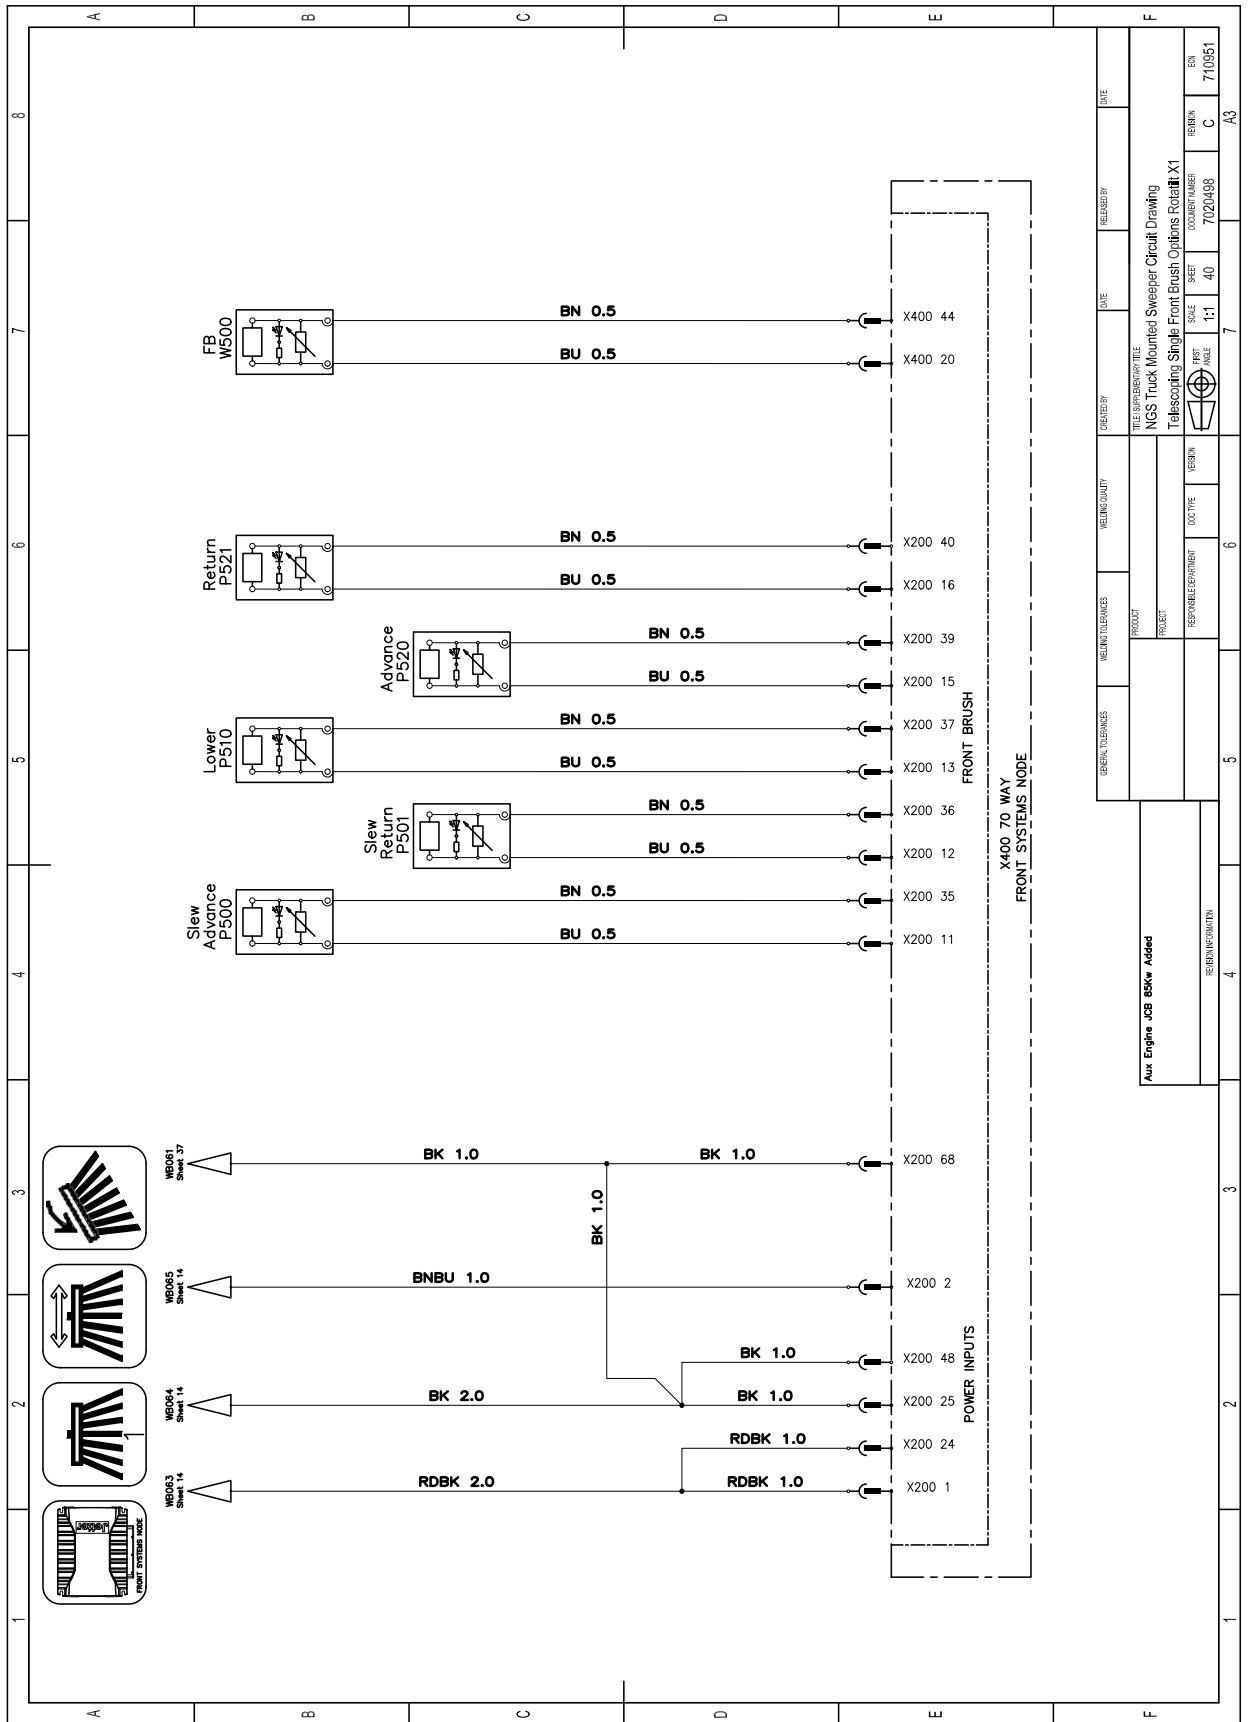 A
B
C
D
E
F
8
7
6
5
4
3
2
1
FRONT SYSTEMS NODE
Jetter
1
WB063
Sheet 14
WB064
Sheet 14
WB065
Sheet 14
WB061
Sheet 37
Slew
Advance
P500
Slew
Return
P501
Lower
P510
Advance
P520
Return
P521
FB
W500
RDBK 2.0
RDBK 1.0
RDBK 1.0
BK 2.0
BK 1.0
BK 1.0
BNBU 1.0
BK 1.0
BK 1.0
BK 1.0
BU 0.5
BN 0.5
BU 0.5
BN 0.5
BU 0.5
BN 0.5
BU 0.5
BN 0.5
BU 0.5
BN 0.5
BU 0.5
BN 0.5
X200 1
X200 24
X200 25
X200 48
X200 2
X200 68
X200 11
X200 35
X200 12
X200 36
X200 13
X200 37
X200 15
X200 39
X200 16
X200 40
X400 20
X400 44
POWER INPUTS
FRONT BRUSH
X400 70 WAY
FRONT SYSTEMS NODE
Aux Engine JCB 85Kw Added
REVISION INFORMATION
GENERAL TOLERANCES
WELDING TOLERANCES
WELDING QUALITY
CREATED BY
DATE
RELEASED BY
DATE
PRODUCT
PROJECT
TITLE / SUPPLEMENTARY TITLE
NGS Truck Mounted Sweeper Circuit Drawing
Telescoping Single Front Brush Options Rotatilt X1
RESPONSIBLE DEPARTMENT
DOC TYPE
VERSION
FIRST
ANGLE
SCALE
1:1
SHEET
40
DOCUMENT NUMBER
7020498
REVISION
C
ECN
710951
1
2
3
4
5
6
7
A3
A
B
C
D
E
F